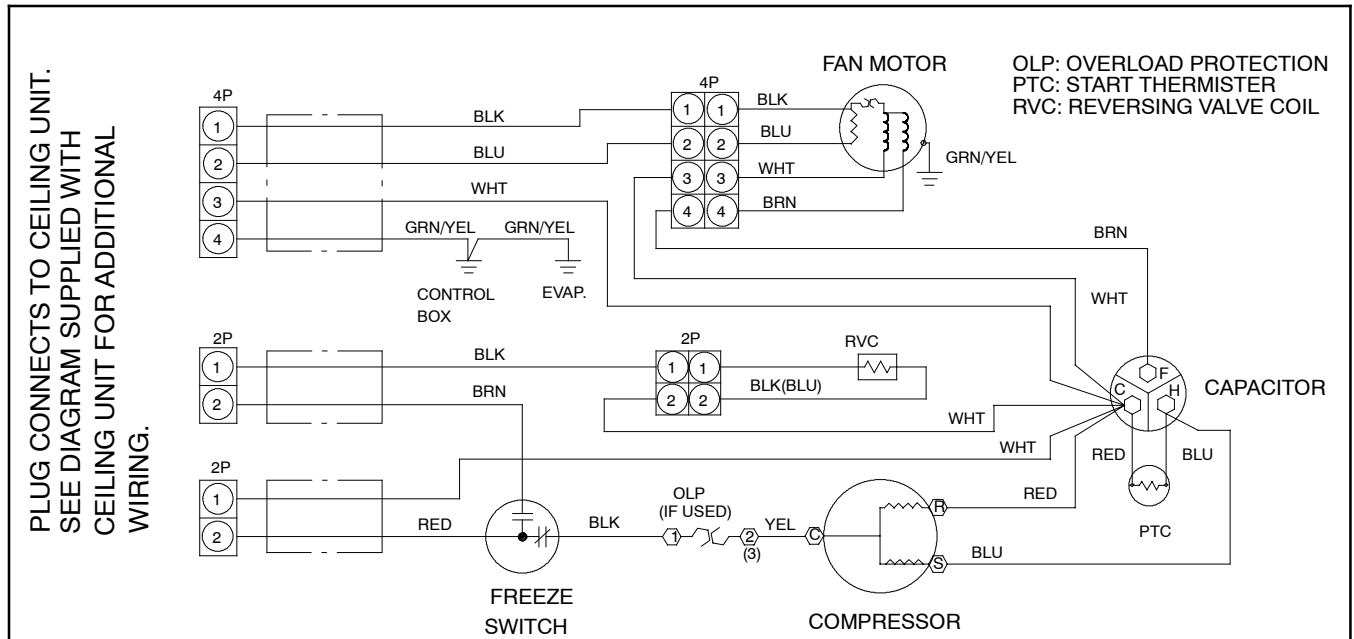 PLUG CONNECTS TO CEILING UNIT.
SEE DIAGRAM SUPPLIED WITH
CEILING UNIT FOR ADDITIONAL
WIRING.
OLP: OVERLOAD PROTECTION
PTC: START THERMISTER
RVC: REVERSING VALVE COIL
FAN MOTOR
4P
1
2
3
4
BLK
BLU
WHT
GRN/YEL
GRN/YEL
CONTROL
BOX
EVAP.
4P
1 1
2 2
3 3
4 4
BLK
BLU
WHT
BRN
GRN/YEL
BRN
WHT
2P
1
2
BLK
BRN
2P
1 1
2 2
RVC
BLK(BLU)
WHT
WHT
F
C
H
CAPACITOR
RED
BLU
PTC
2P
1
2
RED
FREEZE
SWITCH
BLK
OLP
(IF USED)
1
2
(3)
YEL
C
R
S
RED
BLU
COMPRESSOR